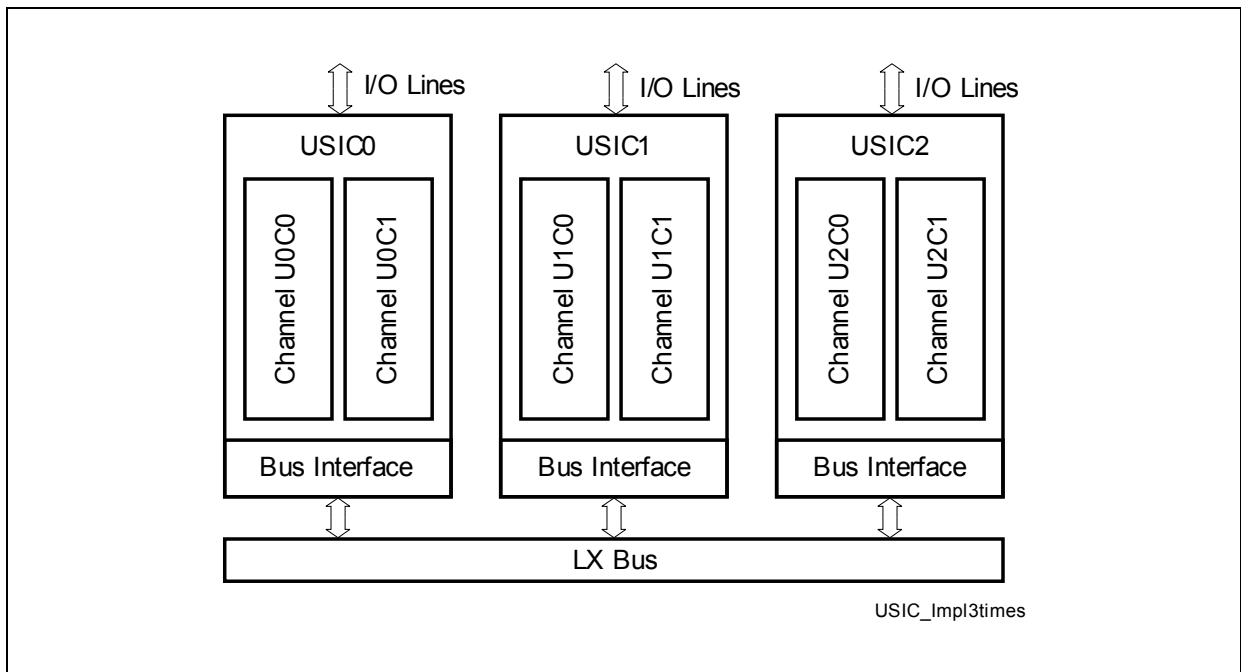 I/O Lines
I/O Lines
I/O Lines
USIC0
USIC1
USIC2
Channel U0C0
Channel U0C1
Channel U1C0
Channel U1C1
Channel U2C0
Channel U2C1
Bus Interface
Bus Interface
Bus Interface
LX Bus
USIC_Impl3times